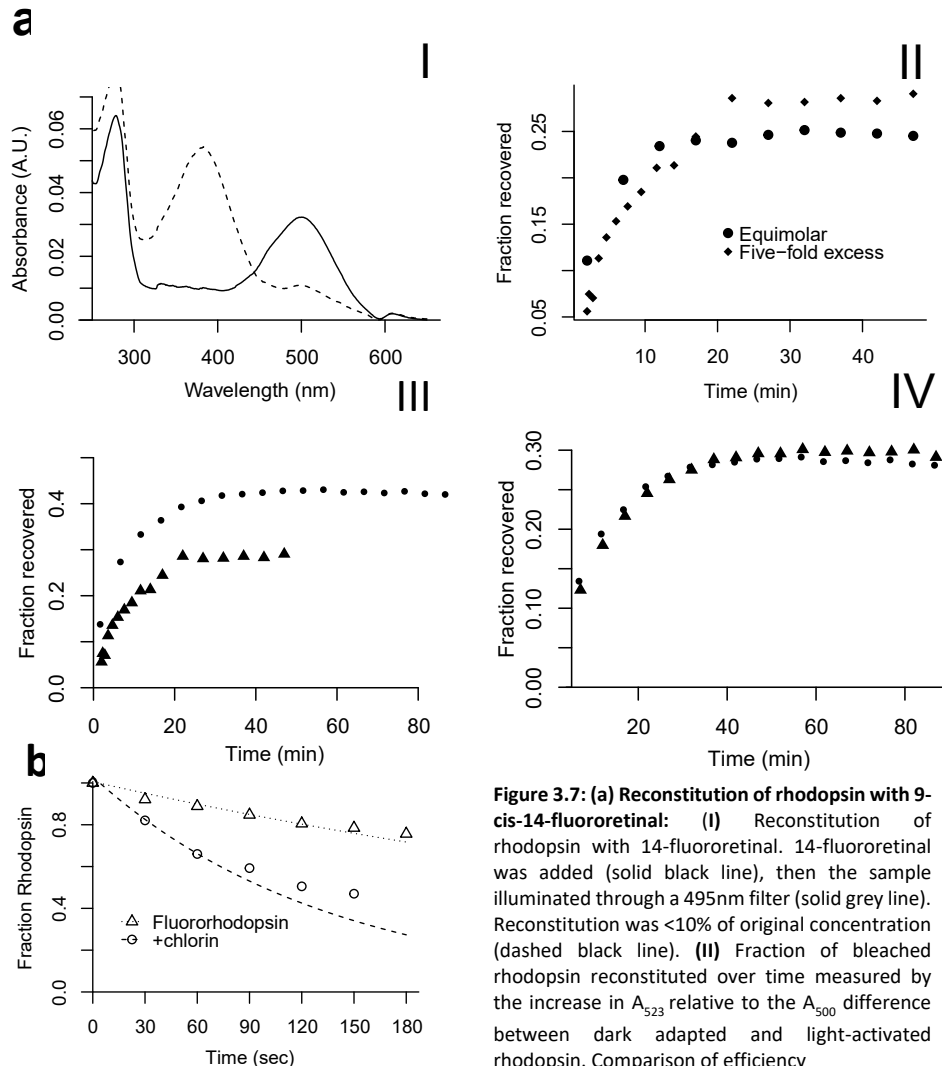 a
I
Absorbance (A.U.)
0.00 0.02 0.04 0.06
300 400 500 600
Wavelength (nm)
II
Fraction recovered
0.05 0.15 0.25
Equimolar
Five−fold excess
10 20 30 40
Time (min)
III
Fraction recovered
0.0 0.2 0.4
0 20 40 60 80
Time (min)
IV
Fraction recovered
0.00 0.10 0.20 0.30
20 40 60 80
Time (min)
b
Fraction Rhodopsin
0.0 0.4 0.8
Fluororhodopsin
+chlorin
0 30 60 90 120 150 180
Time (sec)
Figure 3.7: (a) Reconstitution of rhodopsin with 9-
cis-14-fluororetinal: (I) Reconstitution of
rhodopsin with 14-fluororetinal. 14-fluororetinal
was added (solid black line), then the sample
illuminated through a 495nm filter (solid grey line).
Reconstitution was <10% of original concentration
(dashed black line). (II) Fraction of bleached
rhodopsin reconstituted over time measured by
the increase in A523 relative to the A500 difference
between dark adapted and light-activated
rhodopsin. Comparison of efficiency